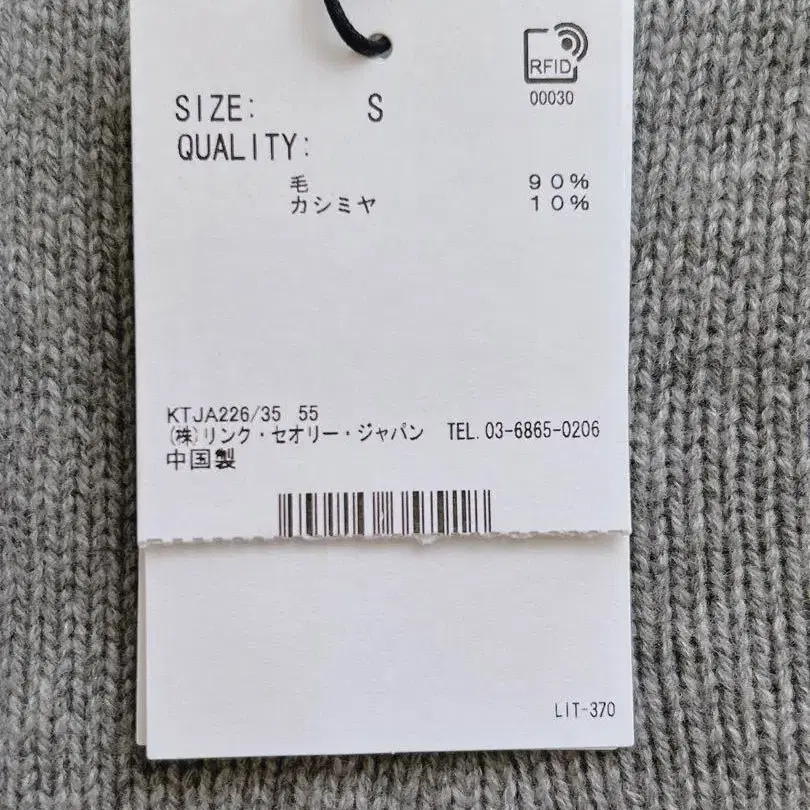 RFID
00030
SIZE: S
QUALITY:
毛 90%
カシミヤ 10%
KTJA226/35 55
(株)リンク・セオリー・ジャパン TEL.03-6865-0206
中国製
LIT-370